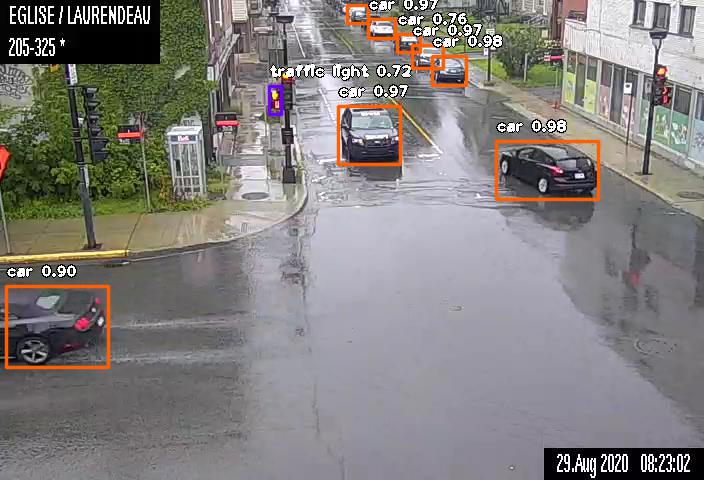 EGLISE / LAURENDEAU
205-325 *
car 0.97
car 0.76
car 0.97
car 0.98
traffic light 0.72
car 0.97
car 0.98
car 0.90
29.Aug 2020 08:23:02